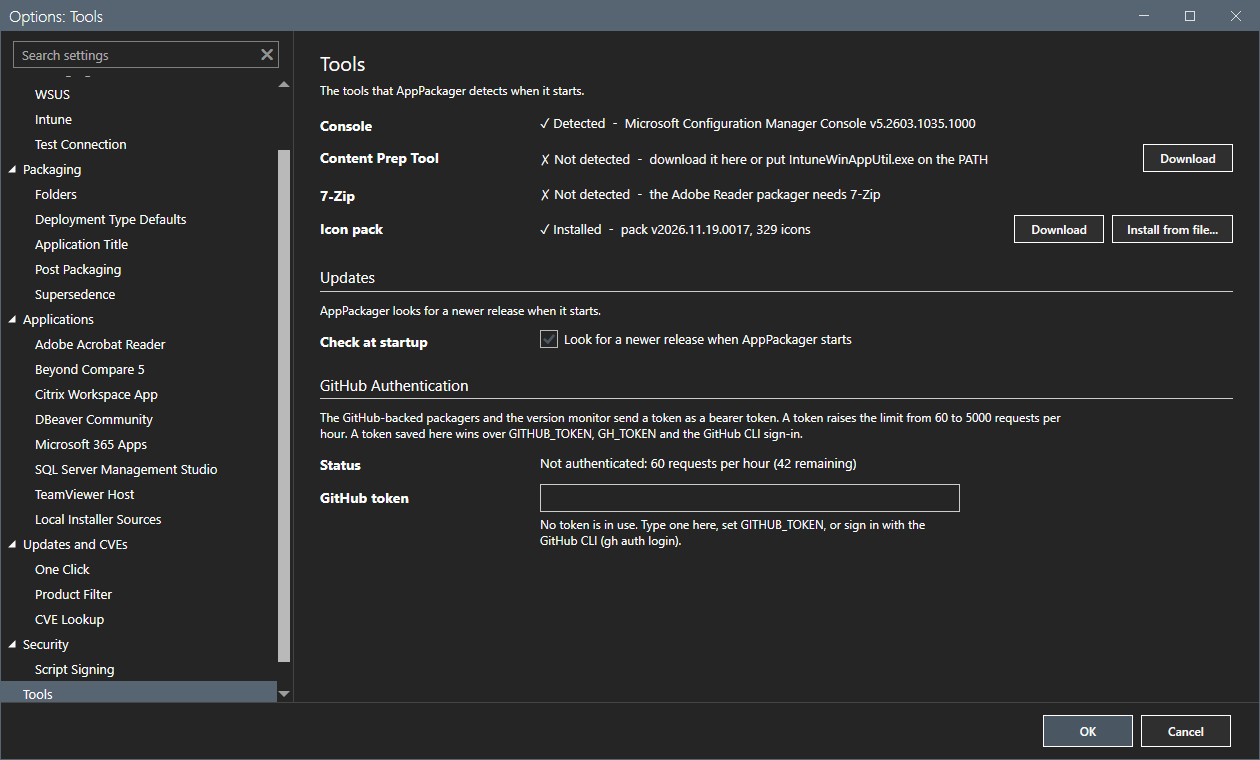 Options: Tools
Search settings
WSUS
Intune
Test Connection
Packaging
Folders
Deployment Type Defaults
Application Title
Post Packaging
Supersedence
Applications
Adobe Acrobat Reader
Beyond Compare 5
Citrix Workspace App
DBeaver Community
Microsoft 365 Apps
SQL Server Management Studio
TeamViewer Host
Local Installer Sources
Updates and CVEs
One Click
Product Filter
CVE Lookup
Security
Script Signing
Tools
Tools
The tools that AppPackager detects when it starts.
Console ✓ Detected - Microsoft Configuration Manager Console v5.2603.1035.1000
Content Prep Tool ✗ Not detected - download it here or put IntuneWinAppUtil.exe on the PATH Download
7-Zip ✗ Not detected - the Adobe Reader packager needs 7-Zip
Icon pack ✓ Installed - pack v2026.11.19.0017, 329 icons Download Install from file...
Updates
AppPackager looks for a newer release when it starts.
Check at startup Look for a newer release when AppPackager starts
GitHub Authentication
The GitHub-backed packagers and the version monitor send a token as a bearer token. A token raises the limit from 60 to 5000 requests per
hour. A token saved here wins over GITHUB_TOKEN, GH_TOKEN and the GitHub CLI sign-in.
Status Not authenticated: 60 requests per hour (42 remaining)
GitHub token
No token is in use. Type one here, set GITHUB_TOKEN, or sign in with the
GitHub CLI (gh auth login).
OK Cancel